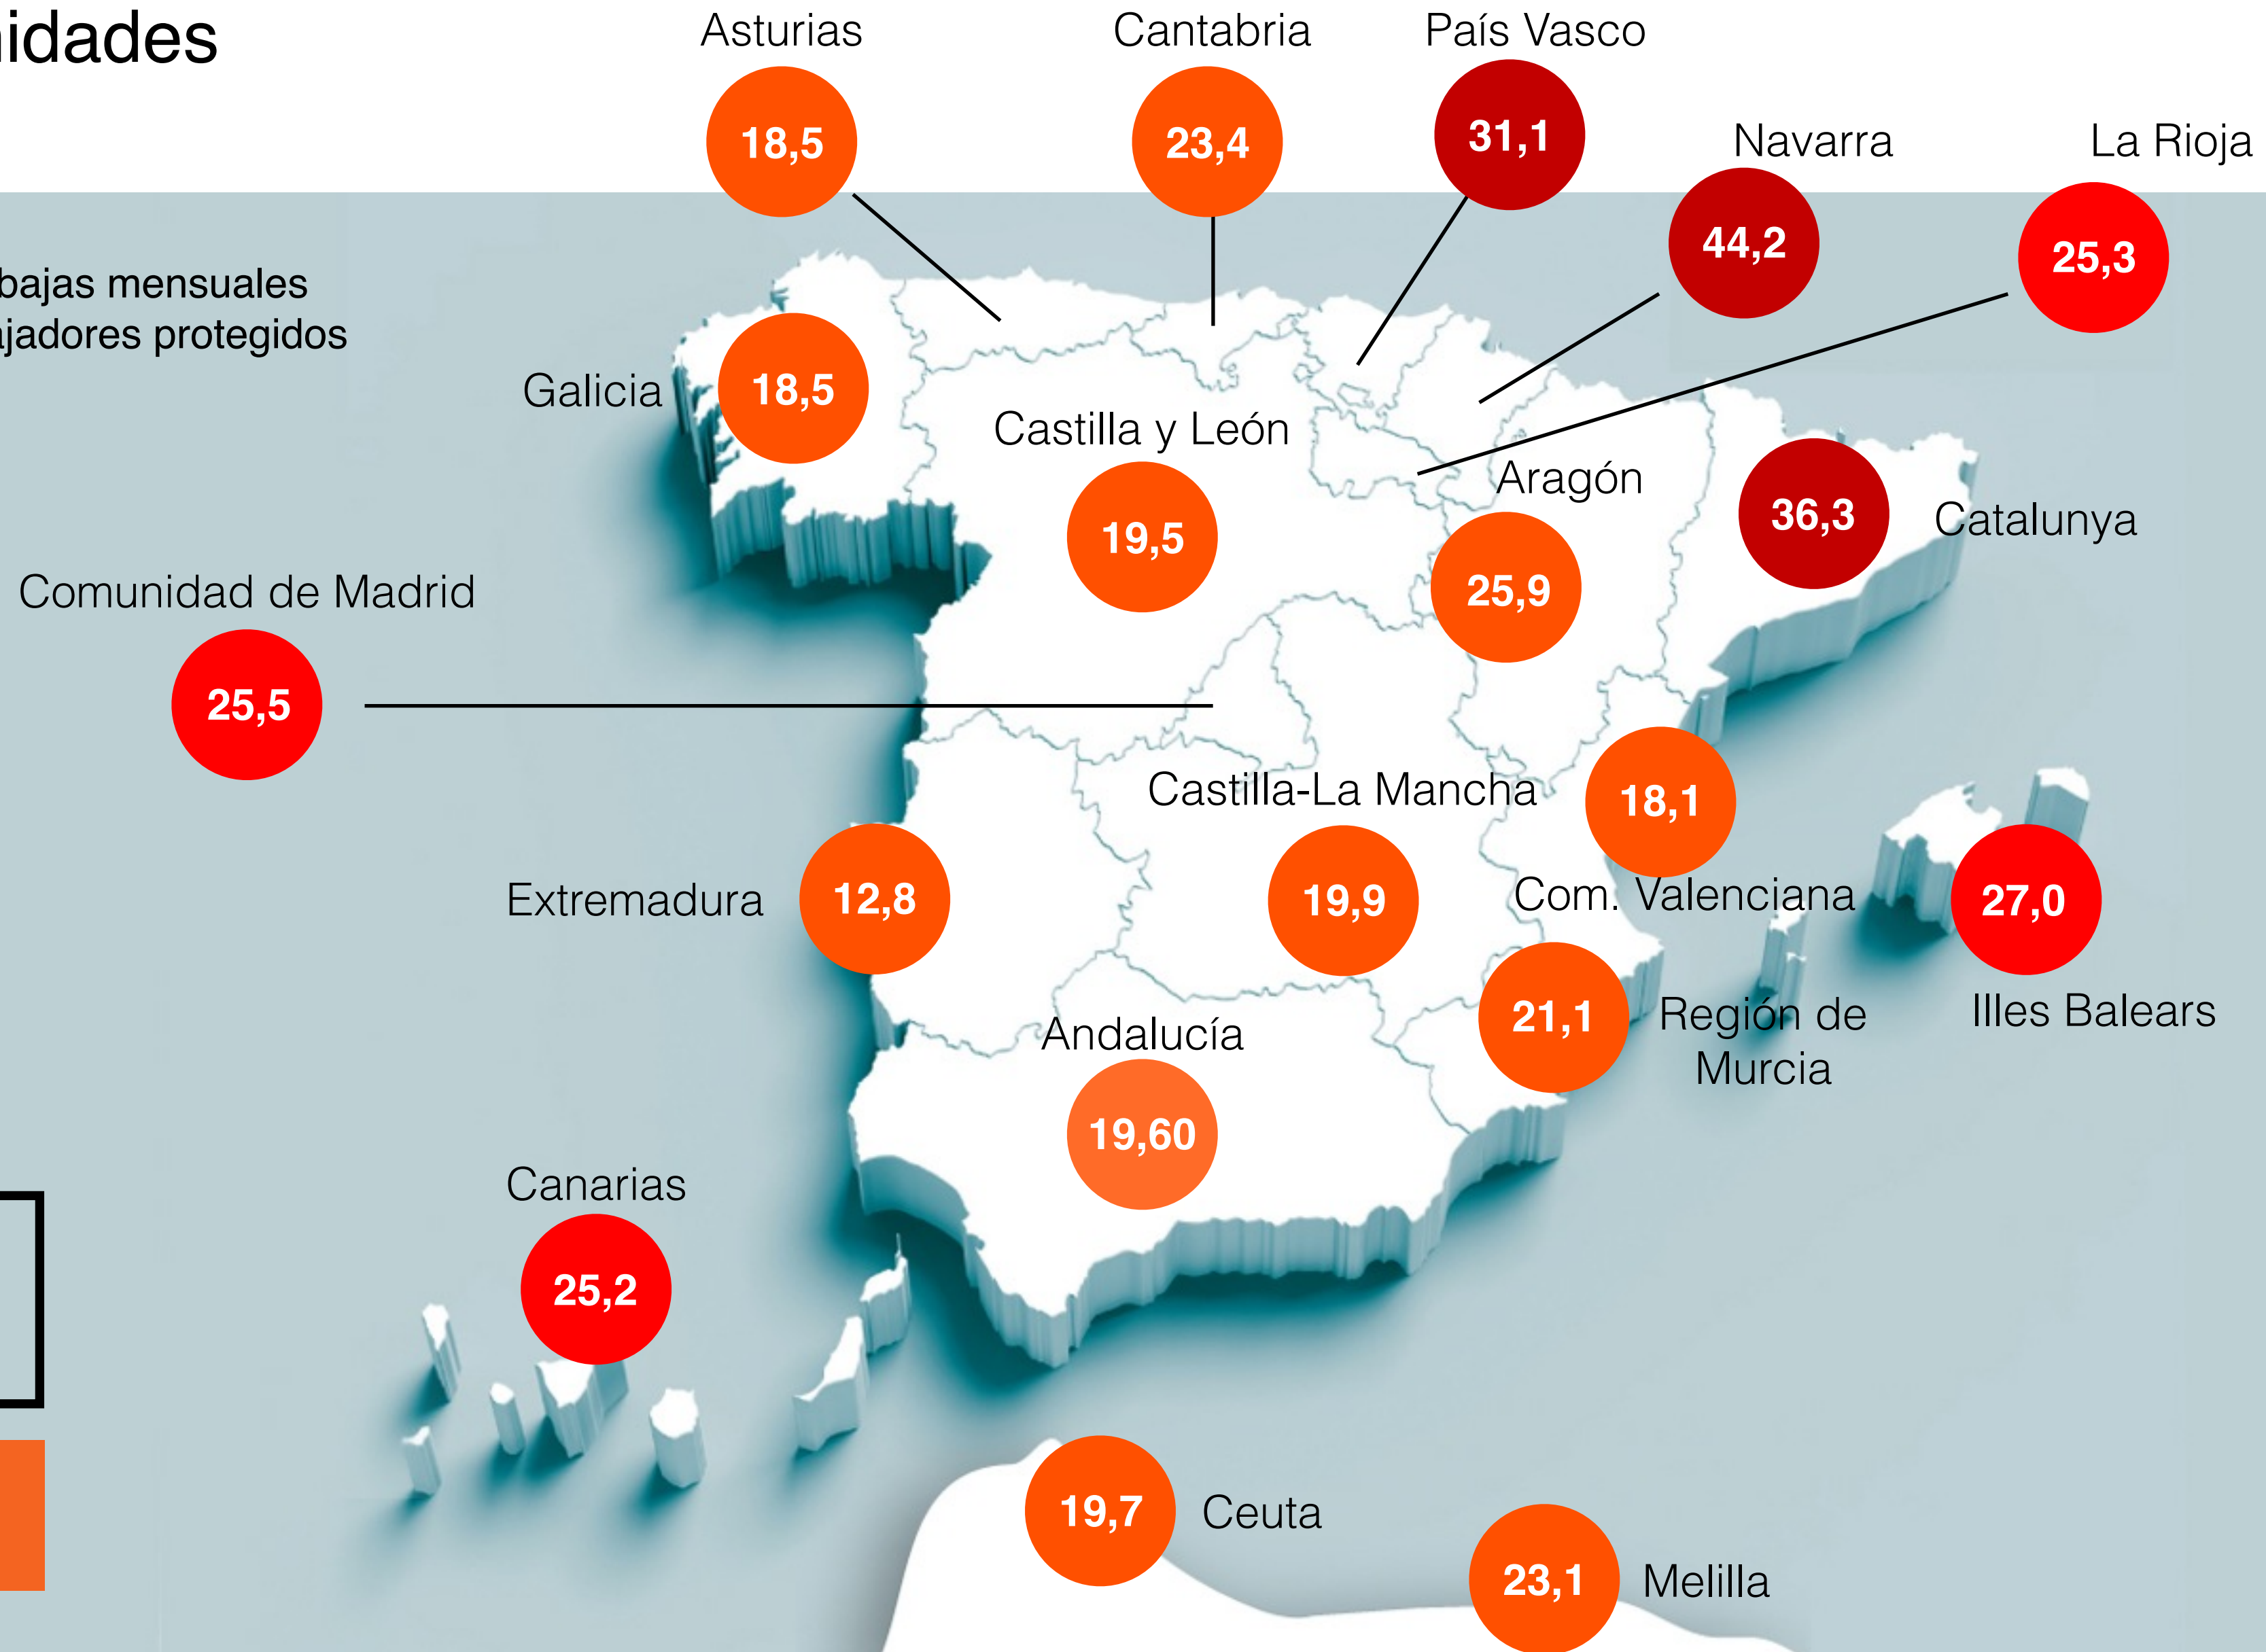 nidades
Asturias
18,5
Cantabria
23,4
País Vasco
31,1
Navarra
44,2
La Rioja
25,3
bajas mensuales
ajadores protegidos
Galicia
18,5
Castilla y León
19,5
Aragón
25,9
36,3
Catalunya
Comunidad de Madrid
25,5
Castilla-La Mancha
19,9
18,1
Com. Valenciana
Extremadura
12,8
27,0
Illes Balears
21,1
Región de
Murcia
Andalucía
19,60
Canarias
25,2
19,7
Ceuta
23,1
Melilla